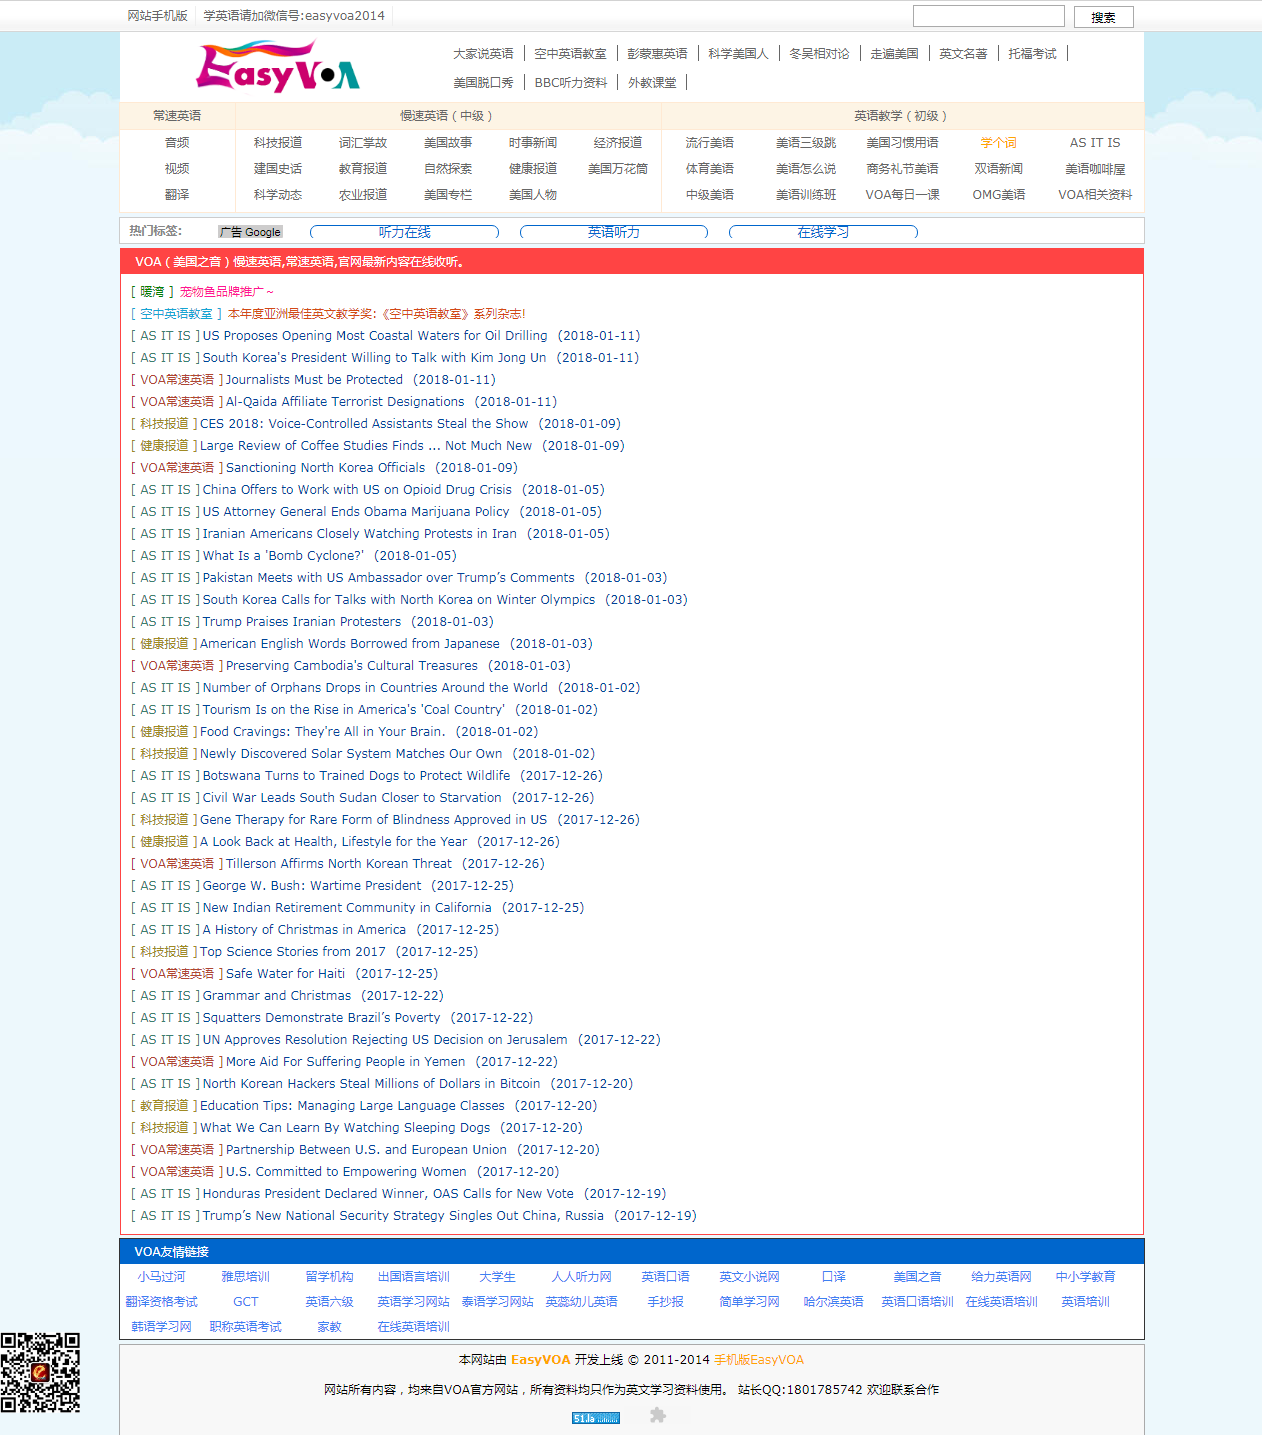 网站手机版 学英语请加微信号:easyvoa2014 搜索
EasyVOA
大家说英语 空中英语教室 彭蒙惠英语 科学美国人 冬吴相对论 走遍美国 英文名著 托福考试
美国脱口秀 BBC听力资料 外教课堂
常速英语 慢速英语（中级） 英语教学（初级）
音频 科技报道 词汇掌故 美国故事 时事新闻 经济报道 流行美语 美语三级跳 美国习惯用语 学个词 AS IT IS
视频 建国史话 教育报道 自然探索 健康报道 美国万花筒 体育美语 美语怎么说 商务礼节美语 双语新闻 美语咖啡屋
翻译 科学动态 农业报道 美国专栏 美国人物 中级美语 美语训练班 VOA每日一课 OMG美语 VOA相关资料
热门标签: 广告 Google 听力在线 英语听力 在线学习
VOA（美国之音）慢速英语,常速英语,官网最新内容在线收听。
[ 暖湾 ] 宠物鱼品牌推广～
[ 空中英语教室 ] 本年度亚洲最佳英文教学奖:《空中英语教室》系列杂志!
[ AS IT IS ] US Proposes Opening Most Coastal Waters for Oil Drilling (2018-01-11)
[ AS IT IS ] South Korea's President Willing to Talk with Kim Jong Un (2018-01-11)
[ VOA常速英语 ] Journalists Must be Protected (2018-01-11)
[ VOA常速英语 ] Al-Qaida Affiliate Terrorist Designations (2018-01-11)
[ 科技报道 ] CES 2018: Voice-Controlled Assistants Steal the Show (2018-01-09)
[ 健康报道 ] Large Review of Coffee Studies Finds ... Not Much New (2018-01-09)
[ VOA常速英语 ] Sanctioning North Korea Officials (2018-01-09)
[ AS IT IS ] China Offers to Work with US on Opioid Drug Crisis (2018-01-05)
[ AS IT IS ] US Attorney General Ends Obama Marijuana Policy (2018-01-05)
[ AS IT IS ] Iranian Americans Closely Watching Protests in Iran (2018-01-05)
[ AS IT IS ] What Is a 'Bomb Cyclone?' (2018-01-05)
[ AS IT IS ] Pakistan Meets with US Ambassador over Trump’s Comments (2018-01-03)
[ AS IT IS ] South Korea Calls for Talks with North Korea on Winter Olympics (2018-01-03)
[ AS IT IS ] Trump Praises Iranian Protesters (2018-01-03)
[ 健康报道 ] American English Words Borrowed from Japanese (2018-01-03)
[ VOA常速英语 ] Preserving Cambodia's Cultural Treasures (2018-01-03)
[ AS IT IS ] Number of Orphans Drops in Countries Around the World (2018-01-02)
[ AS IT IS ] Tourism Is on the Rise in America's 'Coal Country' (2018-01-02)
[ 健康报道 ] Food Cravings: They're All in Your Brain. (2018-01-02)
[ 科技报道 ] Newly Discovered Solar System Matches Our Own (2018-01-02)
[ AS IT IS ] Botswana Turns to Trained Dogs to Protect Wildlife (2017-12-26)
[ AS IT IS ] Civil War Leads South Sudan Closer to Starvation (2017-12-26)
[ 科技报道 ] Gene Therapy for Rare Form of Blindness Approved in US (2017-12-26)
[ 健康报道 ] A Look Back at Health, Lifestyle for the Year (2017-12-26)
[ VOA常速英语 ] Tillerson Affirms North Korean Threat (2017-12-26)
[ AS IT IS ] George W. Bush: Wartime President (2017-12-25)
[ AS IT IS ] New Indian Retirement Community in California (2017-12-25)
[ AS IT IS ] A History of Christmas in America (2017-12-25)
[ 科技报道 ] Top Science Stories from 2017 (2017-12-25)
[ VOA常速英语 ] Safe Water for Haiti (2017-12-25)
[ AS IT IS ] Grammar and Christmas (2017-12-22)
[ AS IT IS ] Squatters Demonstrate Brazil’s Poverty (2017-12-22)
[ AS IT IS ] UN Approves Resolution Rejecting US Decision on Jerusalem (2017-12-22)
[ VOA常速英语 ] More Aid For Suffering People in Yemen (2017-12-22)
[ AS IT IS ] North Korean Hackers Steal Millions of Dollars in Bitcoin (2017-12-20)
[ 教育报道 ] Education Tips: Managing Large Language Classes (2017-12-20)
[ 科技报道 ] What We Can Learn By Watching Sleeping Dogs (2017-12-20)
[ VOA常速英语 ] Partnership Between U.S. and European Union (2017-12-20)
[ VOA常速英语 ] U.S. Committed to Empowering Women (2017-12-20)
[ AS IT IS ] Honduras President Declared Winner, OAS Calls for New Vote (2017-12-19)
[ AS IT IS ] Trump’s New National Security Strategy Singles Out China, Russia (2017-12-19)
VOA友情链接
小马过河 雅思培训 留学机构 出国语言培训 大学生 人人听力网 英语口语 英文小说网 口译 美国之音 给力英语网 中小学教育
翻译资格考试 GCT 英语六级 英语学习网站 泰语学习网站 英蕊幼儿英语 手抄报 简单学习网 哈尔滨英语 英语口语培训 在线英语培训 英语培训
韩语学习网 职称英语考试 家教 在线英语培训
本网站由 EasyVOA 开发上线 © 2011-2014 手机版EasyVOA
网站所有内容，均来自VOA官方网站，所有资料均只作为英文学习资料使用。 站长QQ:1801785742 欢迎联系合作
51.la